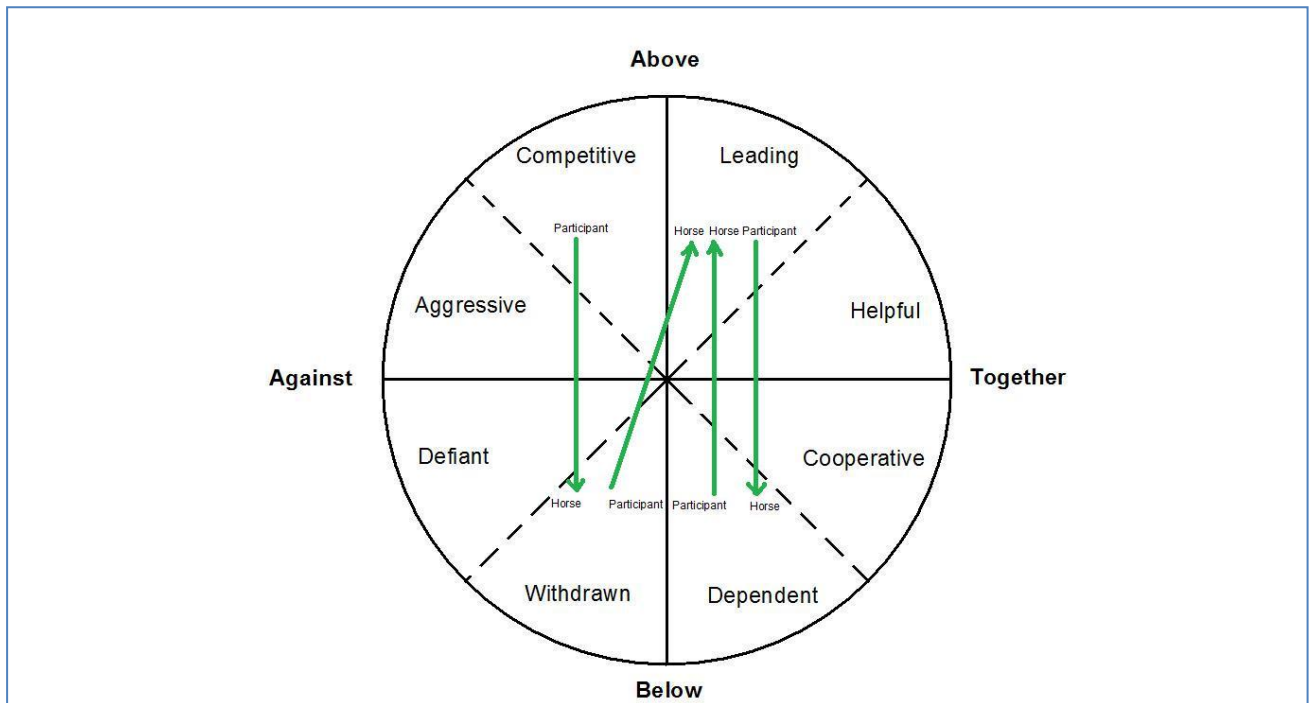 Above
Competitive Leading
Participant Horse Horse Participant
Aggressive Helpful
Against Together
Defiant Cooperative
Horse Participant Participant Horse
Withdrawn Dependent
Below